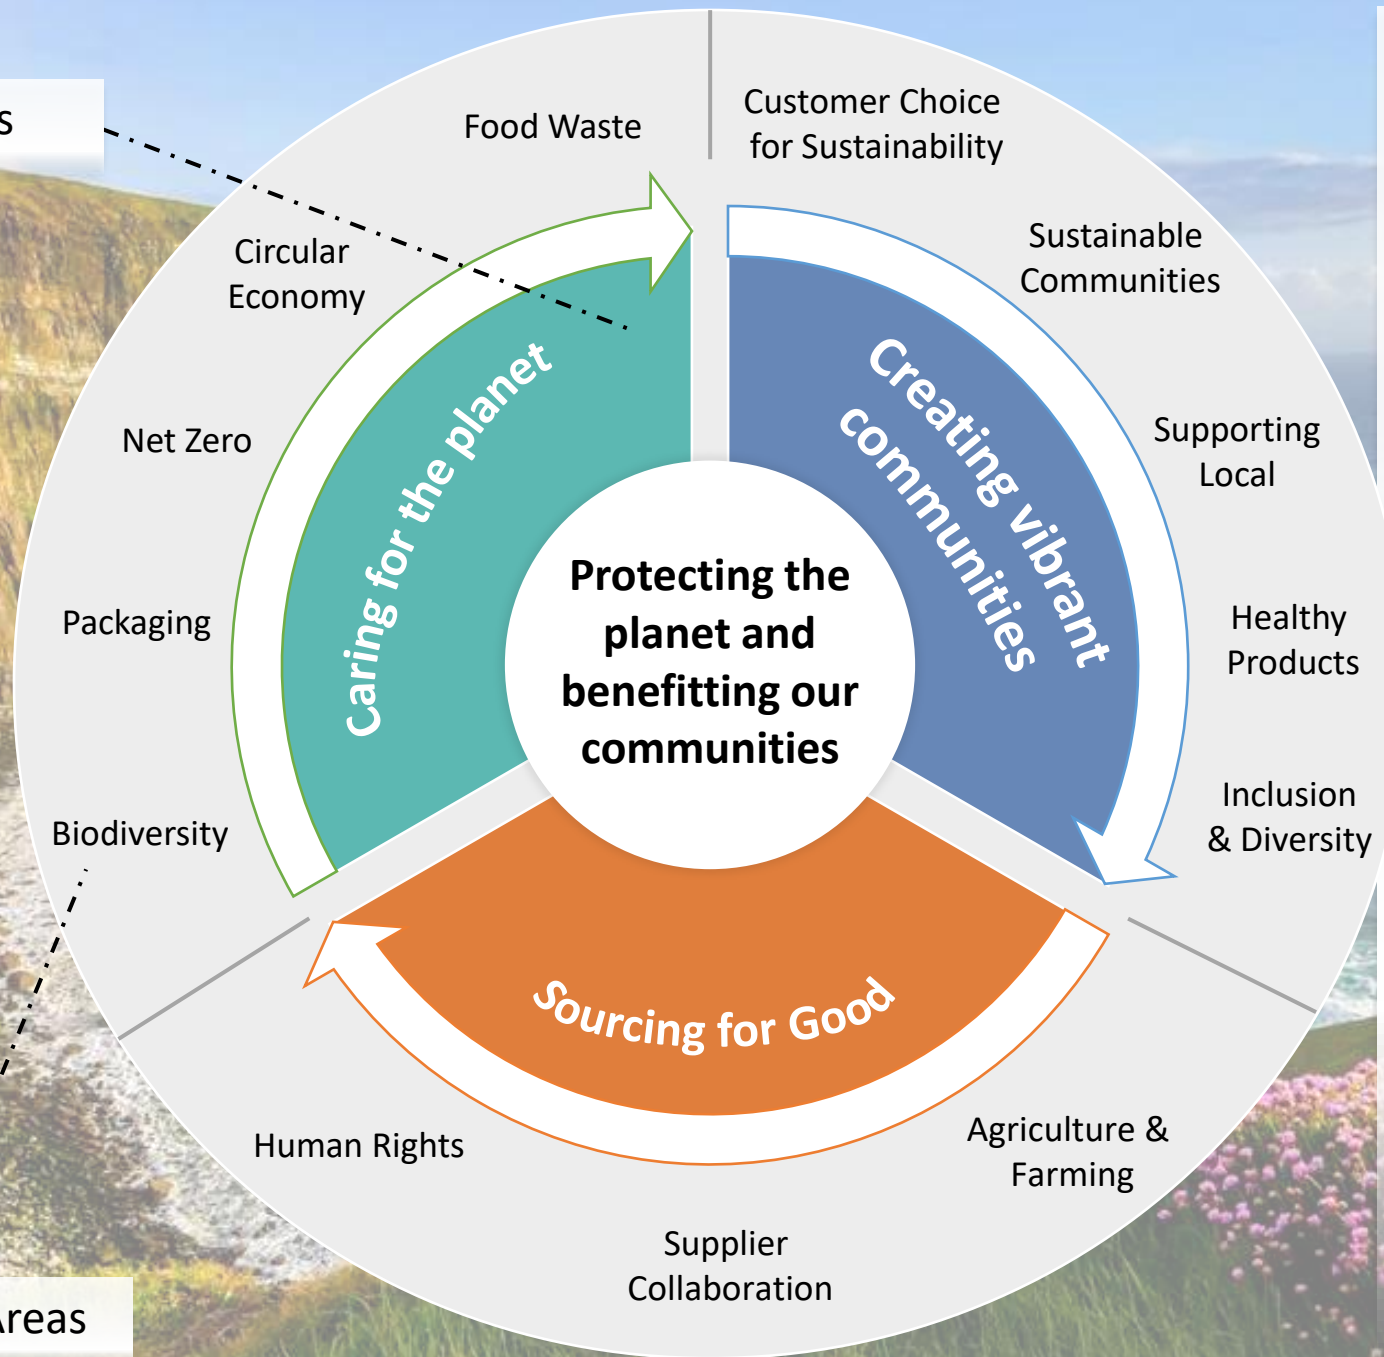 Food Waste
Customer Choice
for Sustainability
Circular
Economy
Sustainable
Communities
Net Zero
Supporting
Local
Packaging
Healthy
Products
Biodiversity
Inclusion
& Diversity
Caring for the planet
Creating vibrant
communities
Protecting the
planet and
benefitting our
communities
Sourcing for Good
Human Rights
Agriculture &
Farming
Supplier
Collaboration